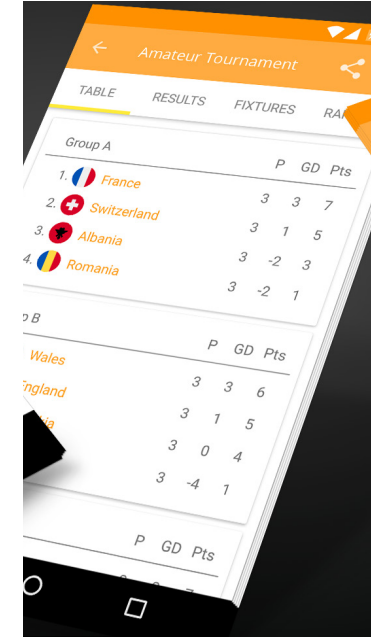 Amateur Tournament
TABLE RESULTS FIXTURES
Group A P GD Pts
1. France 3 3 7
2. Switzerland 3 1 5
3. Albania 3 -2 3
4. Romania 3 -2 1
B P GD Pts
Wales 3 3 6
England 3 1 5
3 0 4
3 -4 1
P GD Pts